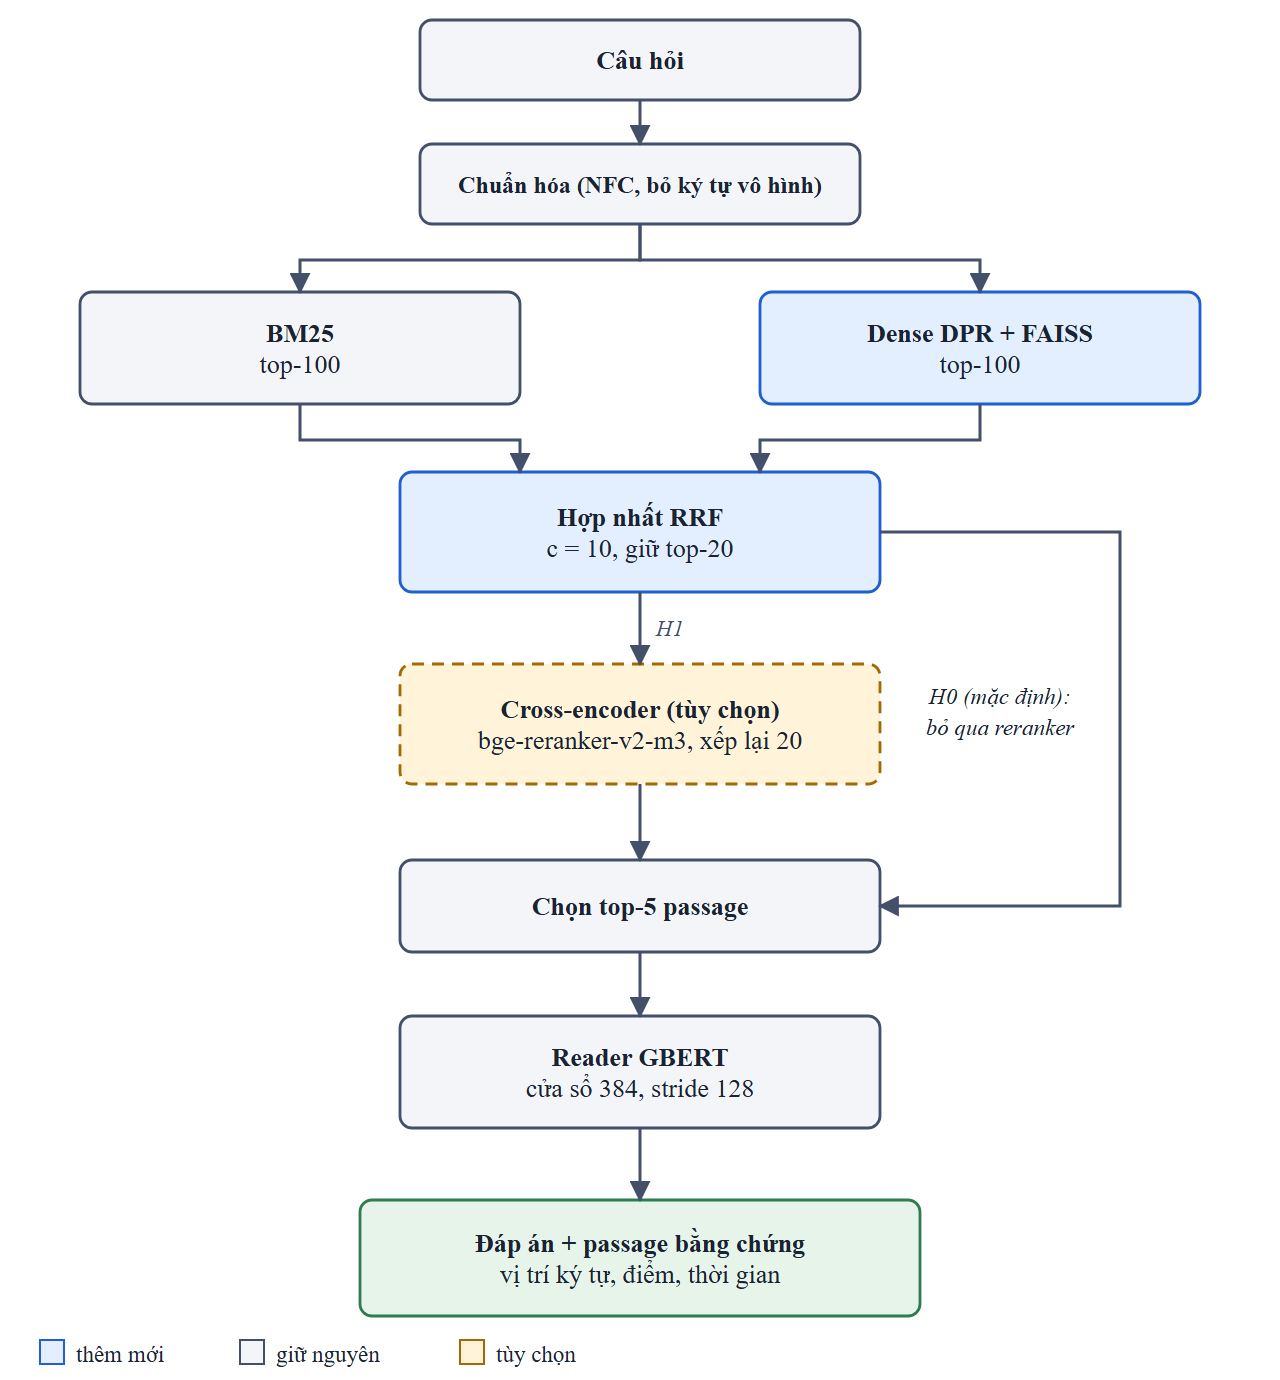 Câu hỏi
Chuẩn hóa (NFC, bỏ ký tự vô hình)
BM25
top-100
Dense DPR + FAISS
top-100
Hợp nhất RRF
c = 10, giữ top-20
H1
Cross-encoder (tùy chọn)
bge-reranker-v2-m3, xếp lại 20
H0 (mặc định):
bỏ qua reranker
Chọn top-5 passage
Reader GBERT
cửa sổ 384, stride 128
Đáp án + passage bằng chứng
vị trí ký tự, điểm, thời gian
thêm mới
giữ nguyên
tùy chọn